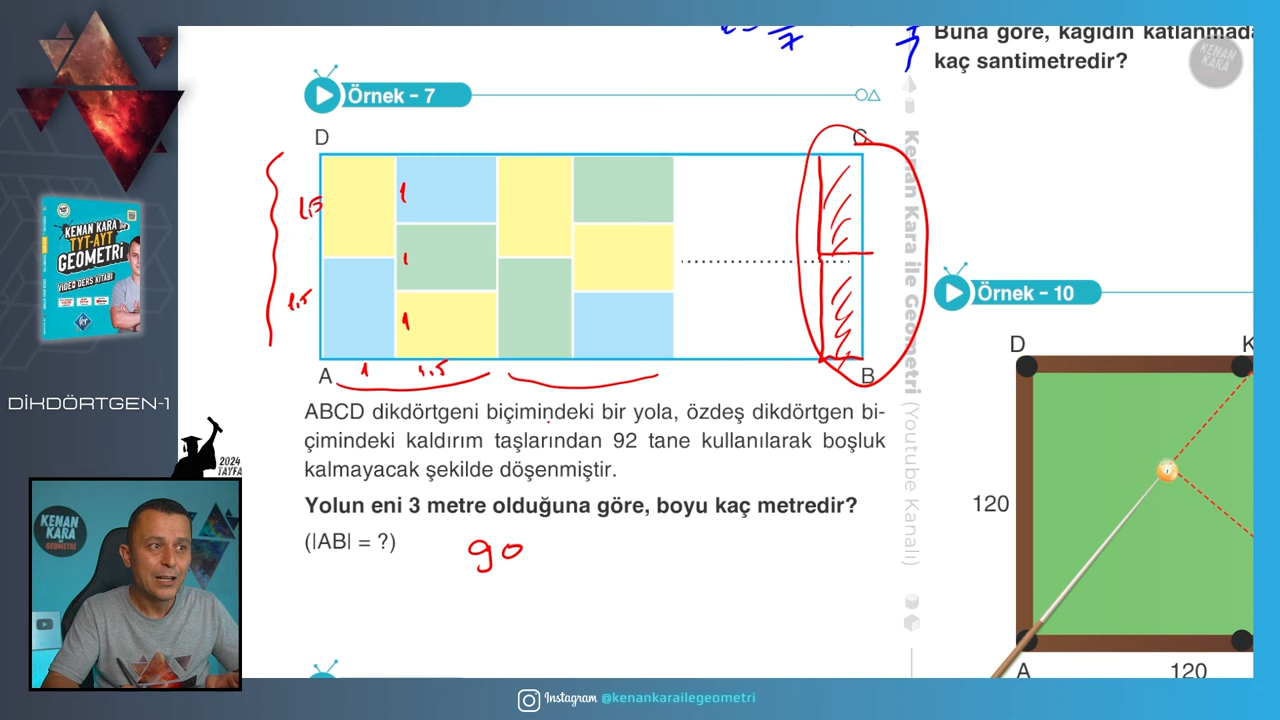 Buna göre, kağıdın katlanmada
kaç santimetredir?
KENAN
KARA
7
Örnek - 7
D
C
1,5
1
1
1,5
1
A
1
1,5
B
ABCD dikdörtgeni biçimindeki bir yola, özdeş dikdörtgen bi-
çimindeki kaldırım taşlarından 92 tane kullanılarak boşluk
kalmayacak şekilde döşenmiştir.
Yolun eni 3 metre olduğuna göre, boyu kaç metredir?
(|AB| = ?)
90
Kenan Kara ile Geometri (Youtube Kanalı)
Örnek - 10
D
K
120
A
120
KENAN KARA
TYT-AYT
GEOMETRİ
VİDEO DERS KİTABI
DİKDÖRTGEN-1
2024
TAYFA
KENAN
KARA
GEOMETRİ
Instagram @kenankarailegeometri